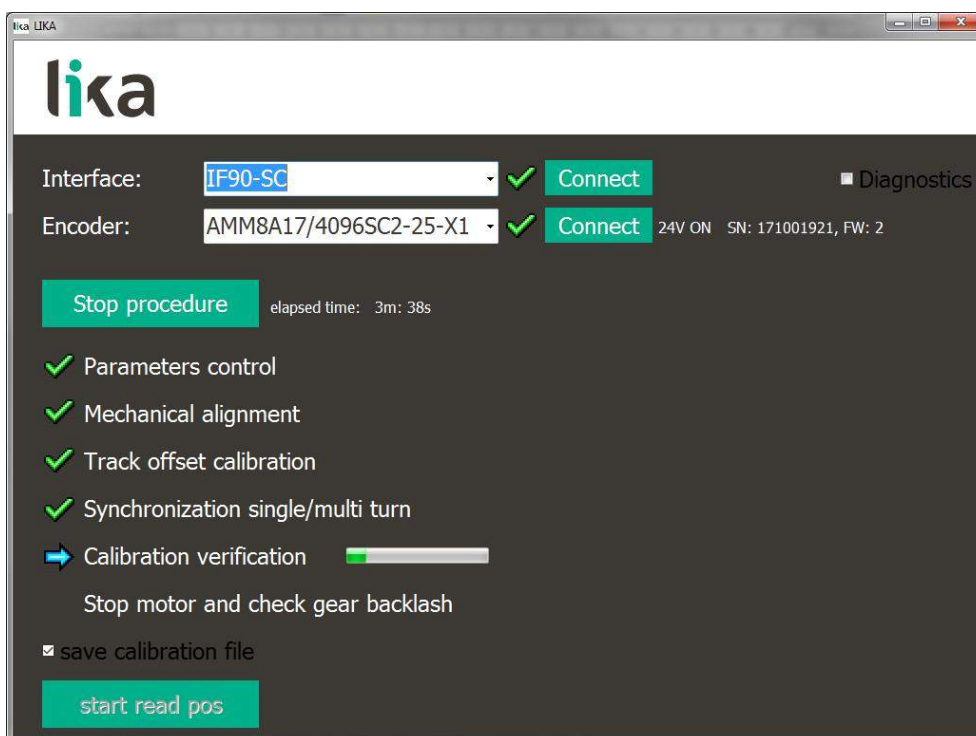 lika LIKA
lika
Interface: IF90-SC Connect Diagnostics
Encoder: AMM8A17/4096SC2-25-X1 Connect 24V ON SN: 171001921, FW: 2
Stop procedure elapsed time: 3m: 38s
Parameters control
Mechanical alignment
Track offset calibration
Synchronization single/multi turn
Calibration verification
Stop motor and check gear backlash
save calibration file
start read pos